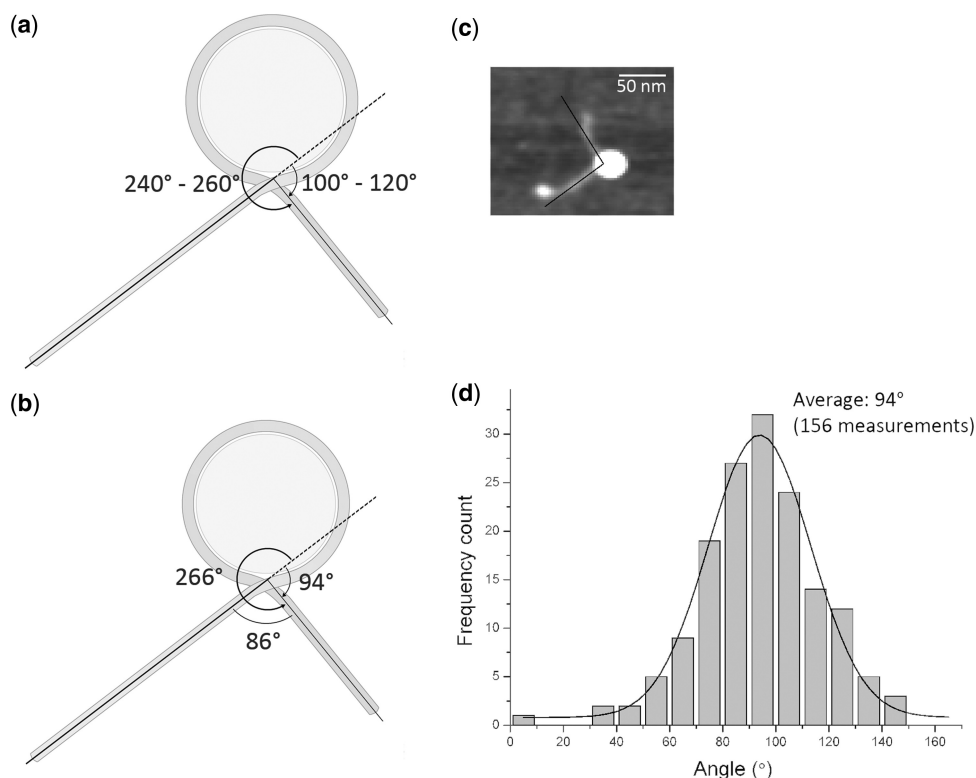 (a)
240° - 260°
100° - 120°
(b)
266°
94°
86°
(c)
50 nm
(d)
Average: 94°
(156 measurements)
Frequency count
30
25
20
15
10
5
0
0 20 40 60 80 100 120 140 160
Angle (°)